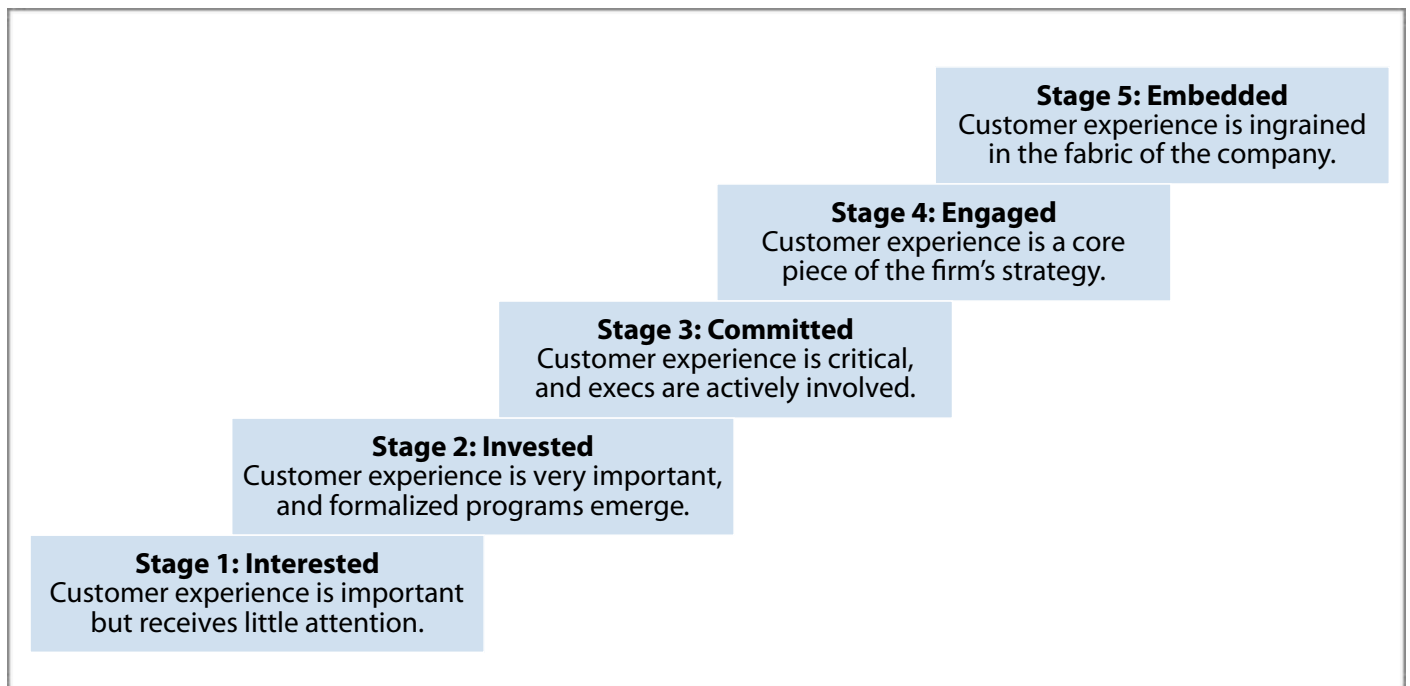 Stage 5: Embedded
Customer experience is ingrained
in the fabric of the company.
Stage 4: Engaged
Customer experience is a core
piece of the firm’s strategy.
Stage 3: Committed
Customer experience is critical,
and execs are actively involved.
Stage 2: Invested
Customer experience is very important,
and formalized programs emerge.
Stage 1: Interested
Customer experience is important
but receives little attention.